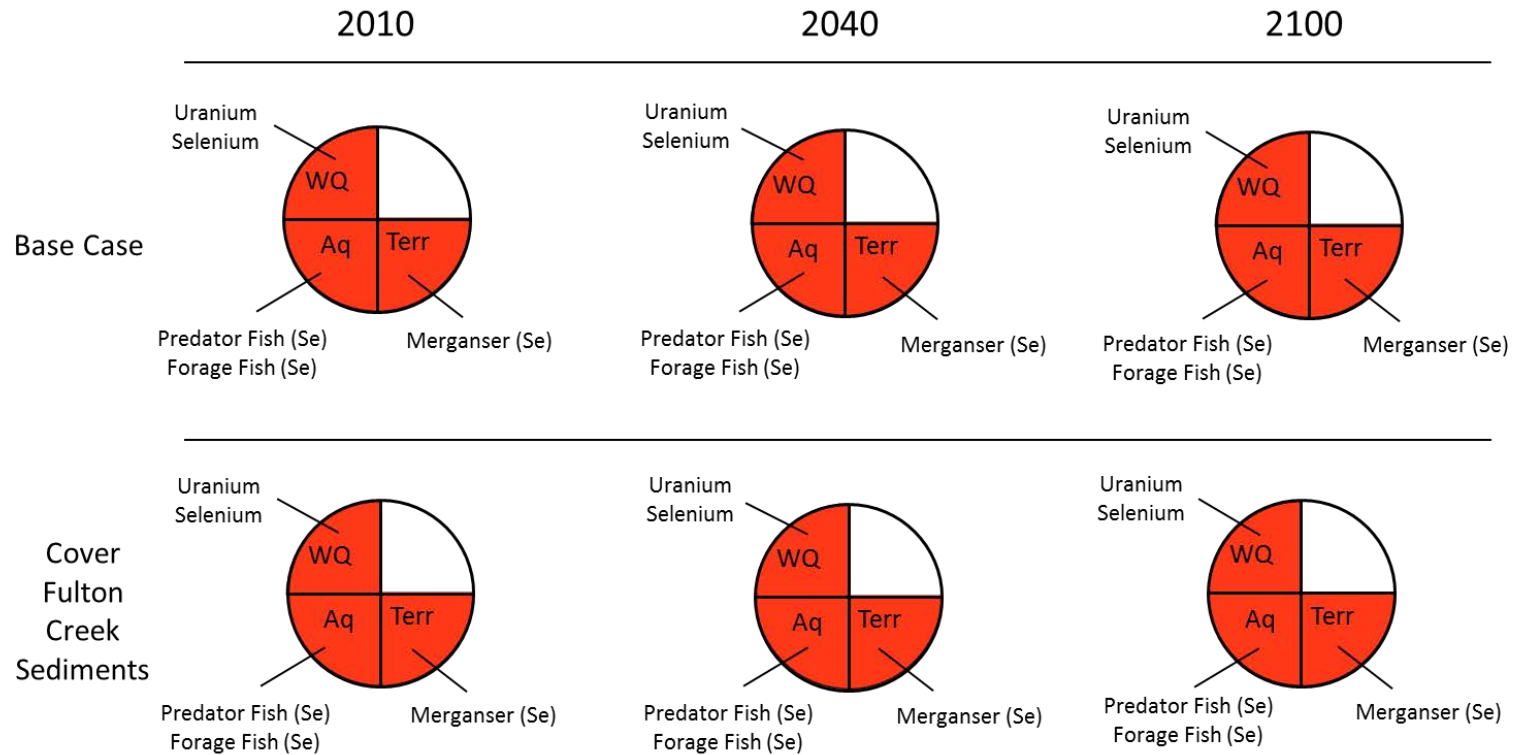 2010
2040
2100
Base Case
Uranium
Selenium
WQ
Aq
Terr
Predator Fish (Se)
Forage Fish (Se)
Merganser (Se)
Uranium
Selenium
WQ
Aq
Terr
Predator Fish (Se)
Forage Fish (Se)
Merganser (Se)
Uranium
Selenium
WQ
Aq
Terr
Predator Fish (Se)
Forage Fish (Se)
Merganser (Se)
Cover
Fulton
Creek
Sediments
Uranium
Selenium
WQ
Aq
Terr
Predator Fish (Se)
Forage Fish (Se)
Merganser (Se)
Uranium
Selenium
WQ
Aq
Terr
Predator Fish (Se)
Forage Fish (Se)
Merganser (Se)
Uranium
Selenium
WQ
Aq
Terr
Predator Fish (Se)
Forage Fish (Se)
Merganser (Se)